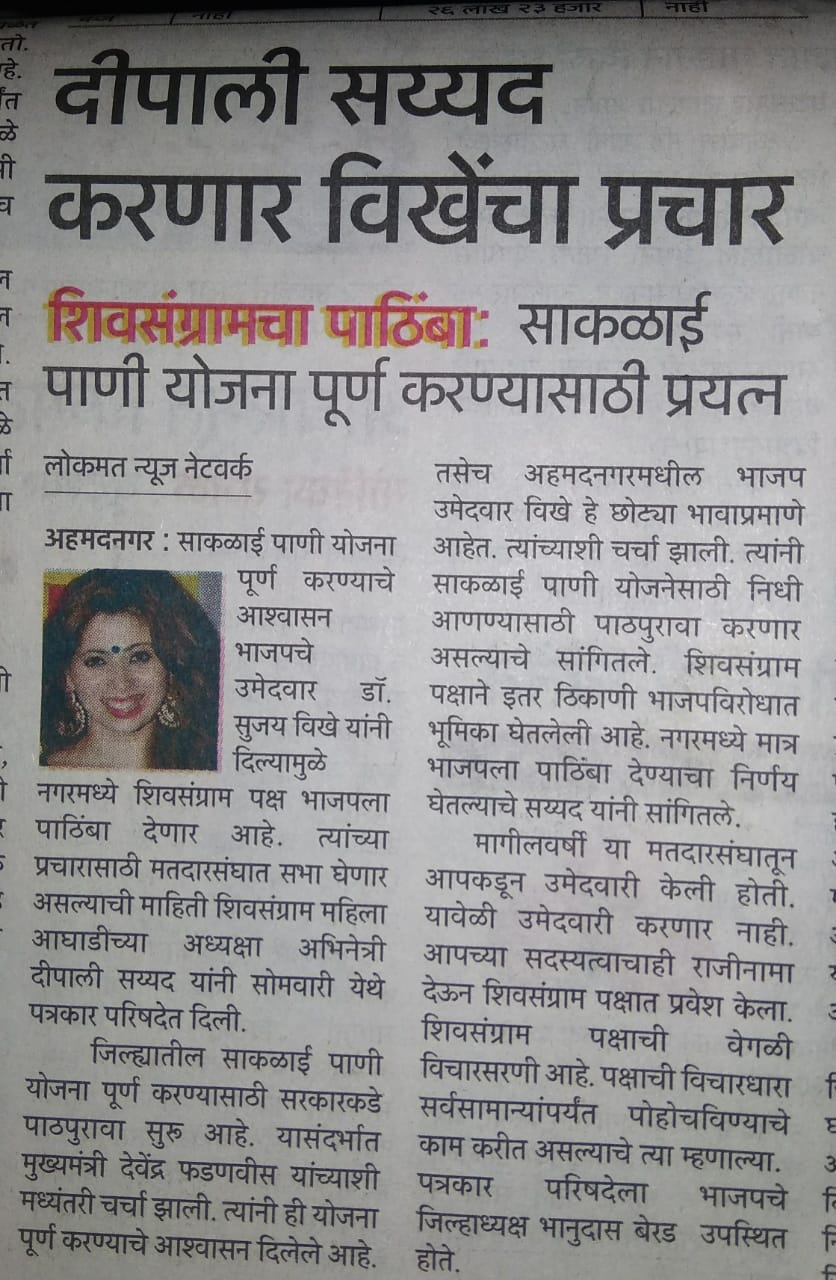 २६ लाख २३ हजार
नाही
दीपाली सय्यद
करणार विखेंचा प्रचार
शिवसंग्रामचा पाठिंबा: साकळाई
पाणी योजना पूर्ण करण्यासाठी प्रयत्न
लोकमत न्यूज नेटवर्क
अहमदनगर : साकळाई पाणी योजना
पूर्ण करण्याचे
आश्वासन
भाजपचे
उमेदवार डॉ.
सुजय विखे यांनी
दिल्यामुळे
नगरमध्ये शिवसंग्राम पक्ष भाजपला
पाठिंबा देणार आहे. त्यांच्या
प्रचारासाठी मतदारसंघात सभा घेणार
असल्याची माहिती शिवसंग्राम महिला
आघाडीच्या अध्यक्षा अभिनेत्री
दीपाली सय्यद यांनी सोमवारी येथे
पत्रकार परिषदेत दिली.
जिल्ह्यातील साकळाई पाणी
योजना पूर्ण करण्यासाठी सरकारकडे
पाठपुरावा सुरू आहे. यासंदर्भात
मुख्यमंत्री देवेंद्र फडणवीस यांच्याशी
मध्यंतरी चर्चा झाली. त्यांनी ही योजना
पूर्ण करण्याचे आश्वासन दिलेले आहे.
तसेच अहमदनगरमधील भाजप
उमेदवार विखे हे छोट्या भावाप्रमाणे
आहेत. त्यांच्याशी चर्चा झाली. त्यांनी
साकळाई पाणी योजनेसाठी निधी
आणण्यासाठी पाठपुरावा करणार
असल्याचे सांगितले. शिवसंग्राम
पक्षाने इतर ठिकाणी भाजपविरोधात
भूमिका घेतलेली आहे. नगरमध्ये मात्र
भाजपला पाठिंबा देण्याचा निर्णय
घेतल्याचे सय्यद यांनी सांगितले.
मागीलवर्षी या मतदारसंघातून
आपकडून उमेदवारी केली होती.
यावेळी उमेदवारी करणार नाही.
आपच्या सदस्यत्वाचाही राजीनामा
देऊन शिवसंग्राम पक्षात प्रवेश केला.
शिवसंग्राम पक्षाची वेगळी
विचारसरणी आहे. पक्षाची विचारधारा
सर्वसामान्यांपर्यंत पोहोचविण्याचे
काम करीत असल्याचे त्या म्हणाल्या.
पत्रकार परिषदेला भाजपचे
जिल्हाध्यक्ष भानुदास बेरड उपस्थित
होते.